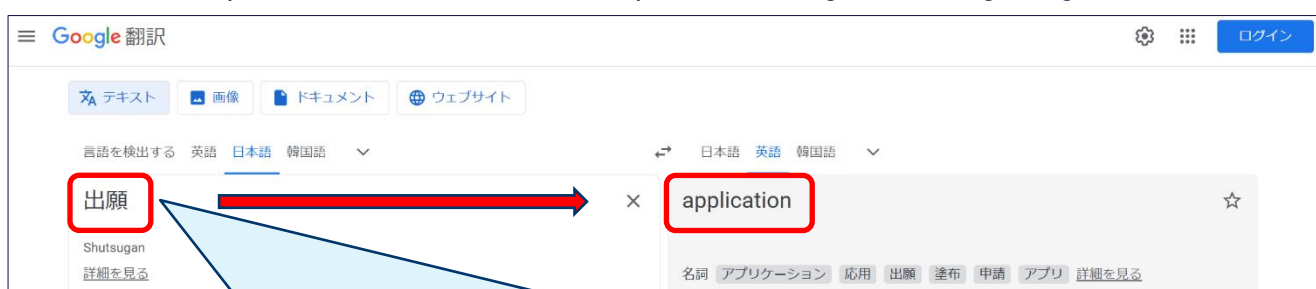 Google 翻訳
ログイン
テキスト 画像 ドキュメント ウェブサイト
言語を検出する 英語 日本語 韓国語
日本語 英語 韓国語
出願
application
Shutsugan
詳細を見る
名詞 アプリケーション 応用 出願 塗布 申請 アプリ 詳細を見る